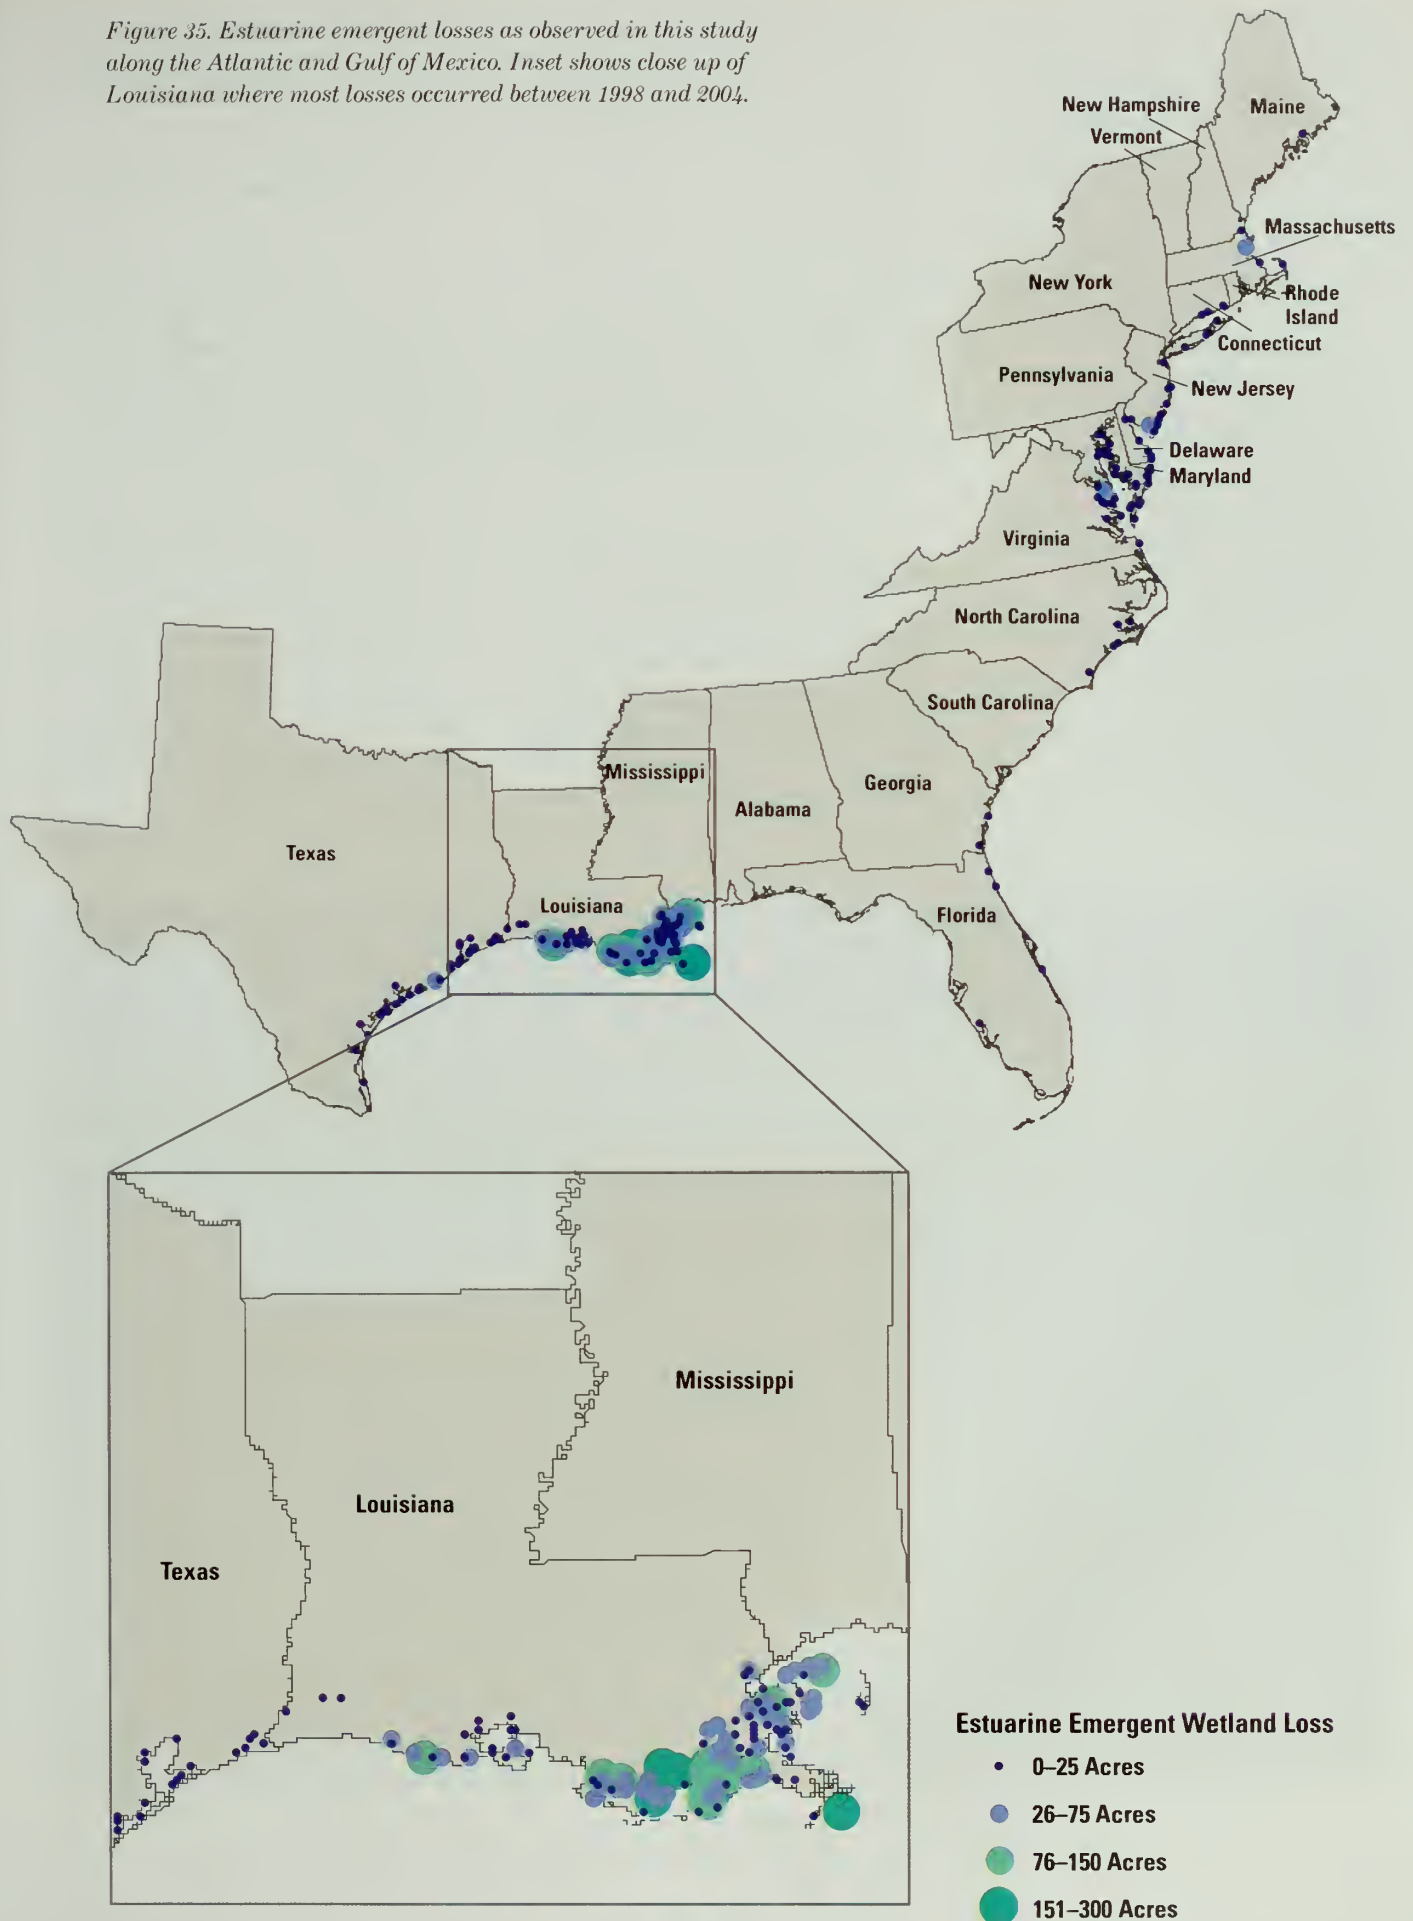 Figure 35. Estuarine emergent losses as observed in this study
along the Atlantic and Gulf of Mexico. Inset shows close up of
Louisiana where most losses occurred between 1998 and 2004.
New Hampshire
Maine
Vermont
Massachusetts
New York
Rhode
Island
Connecticut
Pennsylvania
New Jersey
Delaware
Maryland
Virginia
North Carolina
South Carolina
Mississippi
Georgia
Alabama
Texas
Louisiana
Florida
Mississippi
Louisiana
Texas
Estuarine Emergent Wetland Loss
0–25 Acres
26–75 Acres
76–150 Acres
151–300 Acres